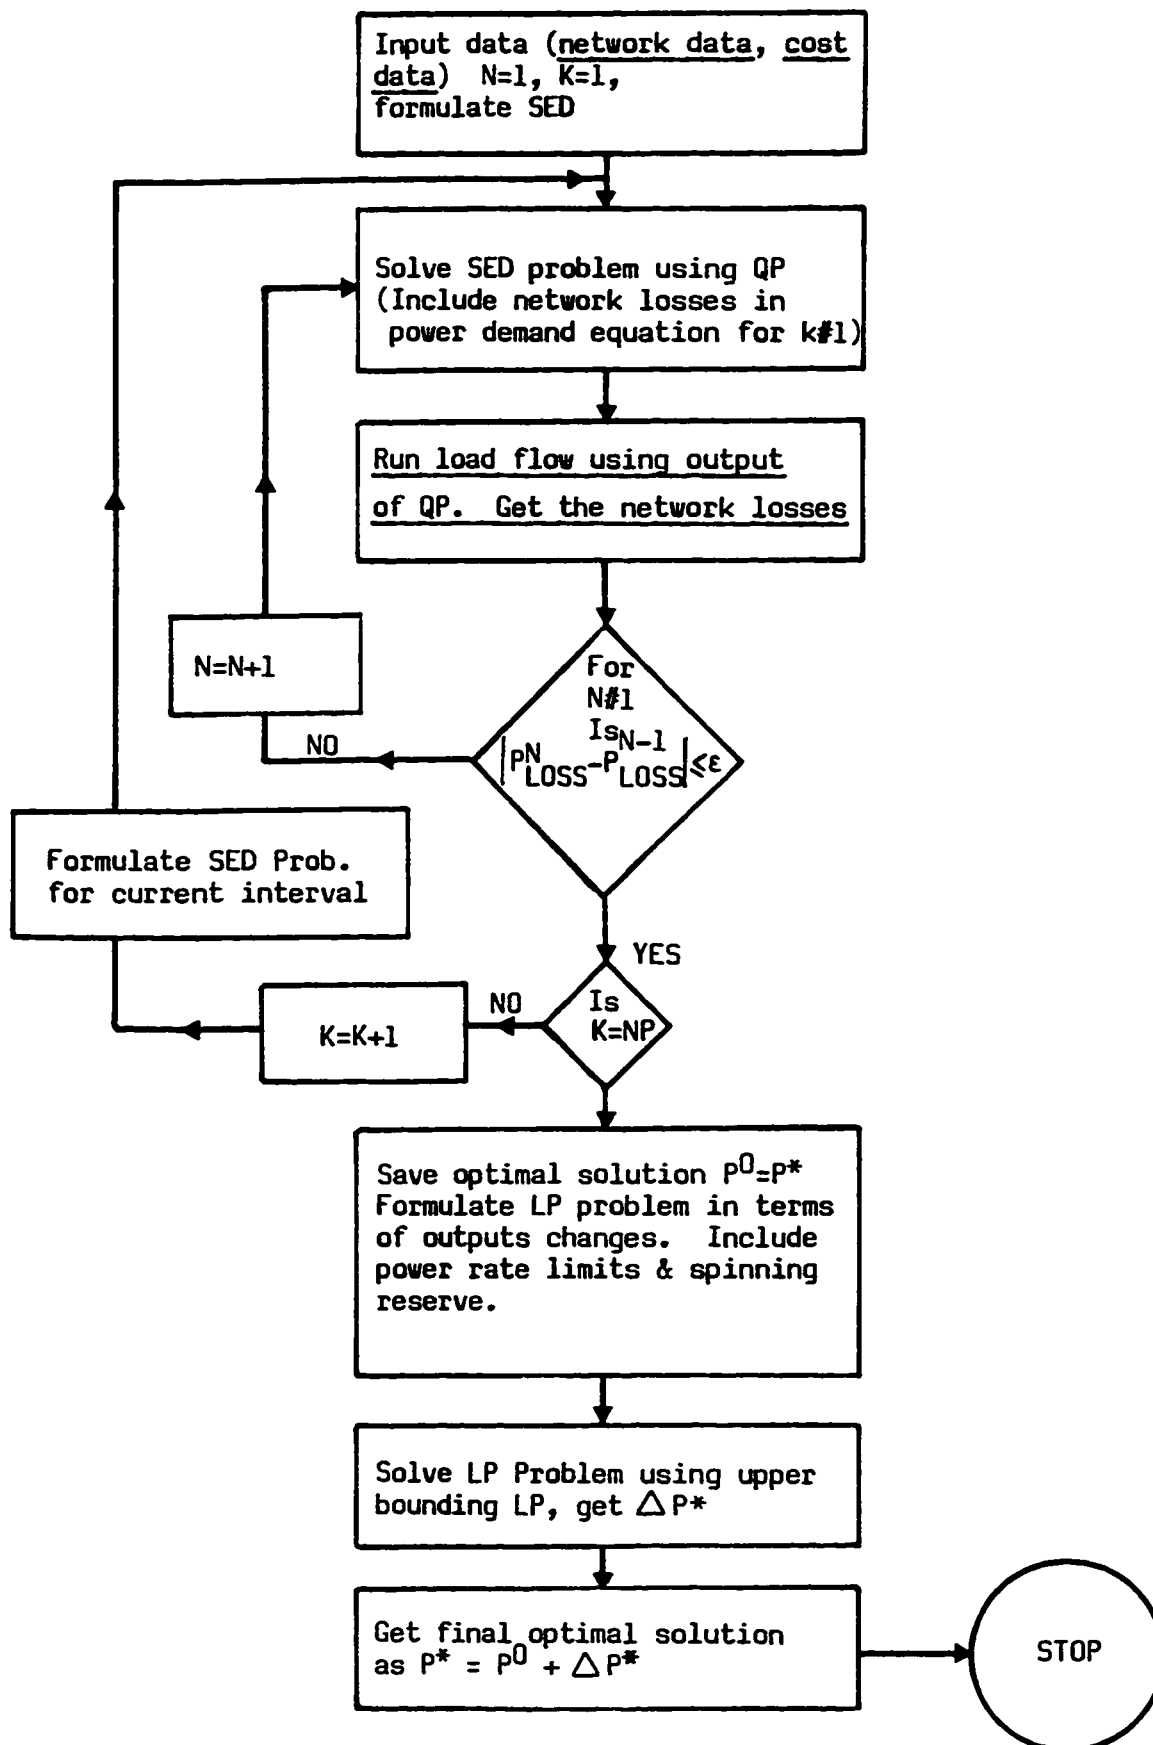 Input data (network data, cost
data) N=1, K=1,
formulate SED
Solve SED problem using QP
(Include network losses in
power demand equation for k#1)
Run load flow using output
of QP. Get the network losses
N=N+1
For
N#1
Is
|P^N_LOSS-P^N-1_LOSS|≤ε
NO
Formulate SED Prob.
for current interval
YES
Is
K=NP
NO
K=K+1
Save optimal solution P^0=P*
Formulate LP problem in terms
of outputs changes. Include
power rate limits & spinning
reserve.
Solve LP Problem using upper
bounding LP, get △P*
Get final optimal solution
as P* = P^0 + △P*
STOP